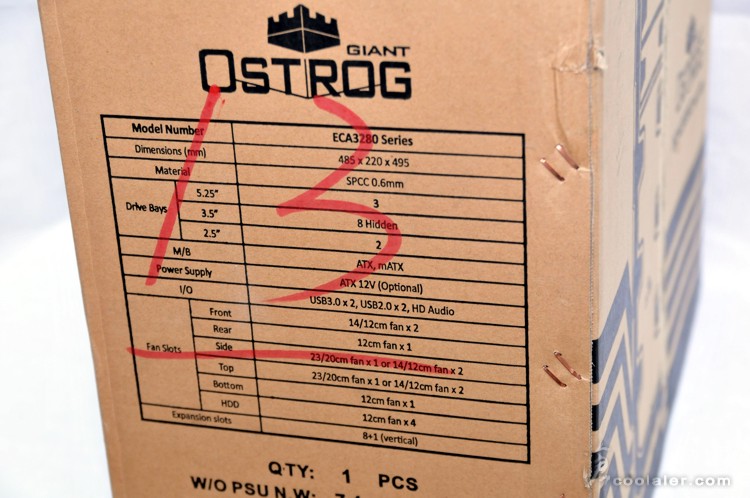 GIANT
OSTROG
Model Number ECA3280 Series
Dimensions (mm) 485 x 220 x 495
Material SPCC 0.6mm
Drive Bays 5.25" 3
3.5" 8 Hidden
2.5" 2
M/B ATX, mATX
Power Supply ATX 12V (Optional)
I/O USB3.0 x 2, USB2.0 x 2, HD Audio
Fan Slots Front 14/12cm fan x 2
Rear 12cm fan x 1
Side 23/20cm fan x 1 or 14/12cm fan x 2
Top 23/20cm fan x 1 or 14/12cm fan x 2
Bottom 12cm fan x 1
HDD 12cm fan x 4
Expansion slots 8+1 (vertical)
13
QTY: 1 PCS
W/O PSU N.W:
coolaler.com